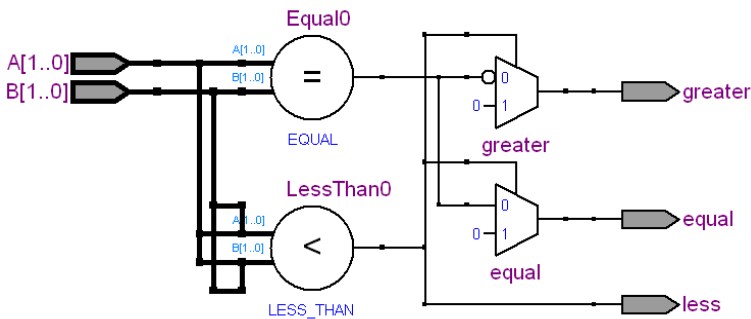 Equal0
A[1..0]
B[1..0]
A[1..0]
B[1..0]
=
EQUAL
0
0
1
greater
greater
LessThan0
A[1..0]
B[1..0]
<
LESS_THAN
0
0
1
equal
equal
less